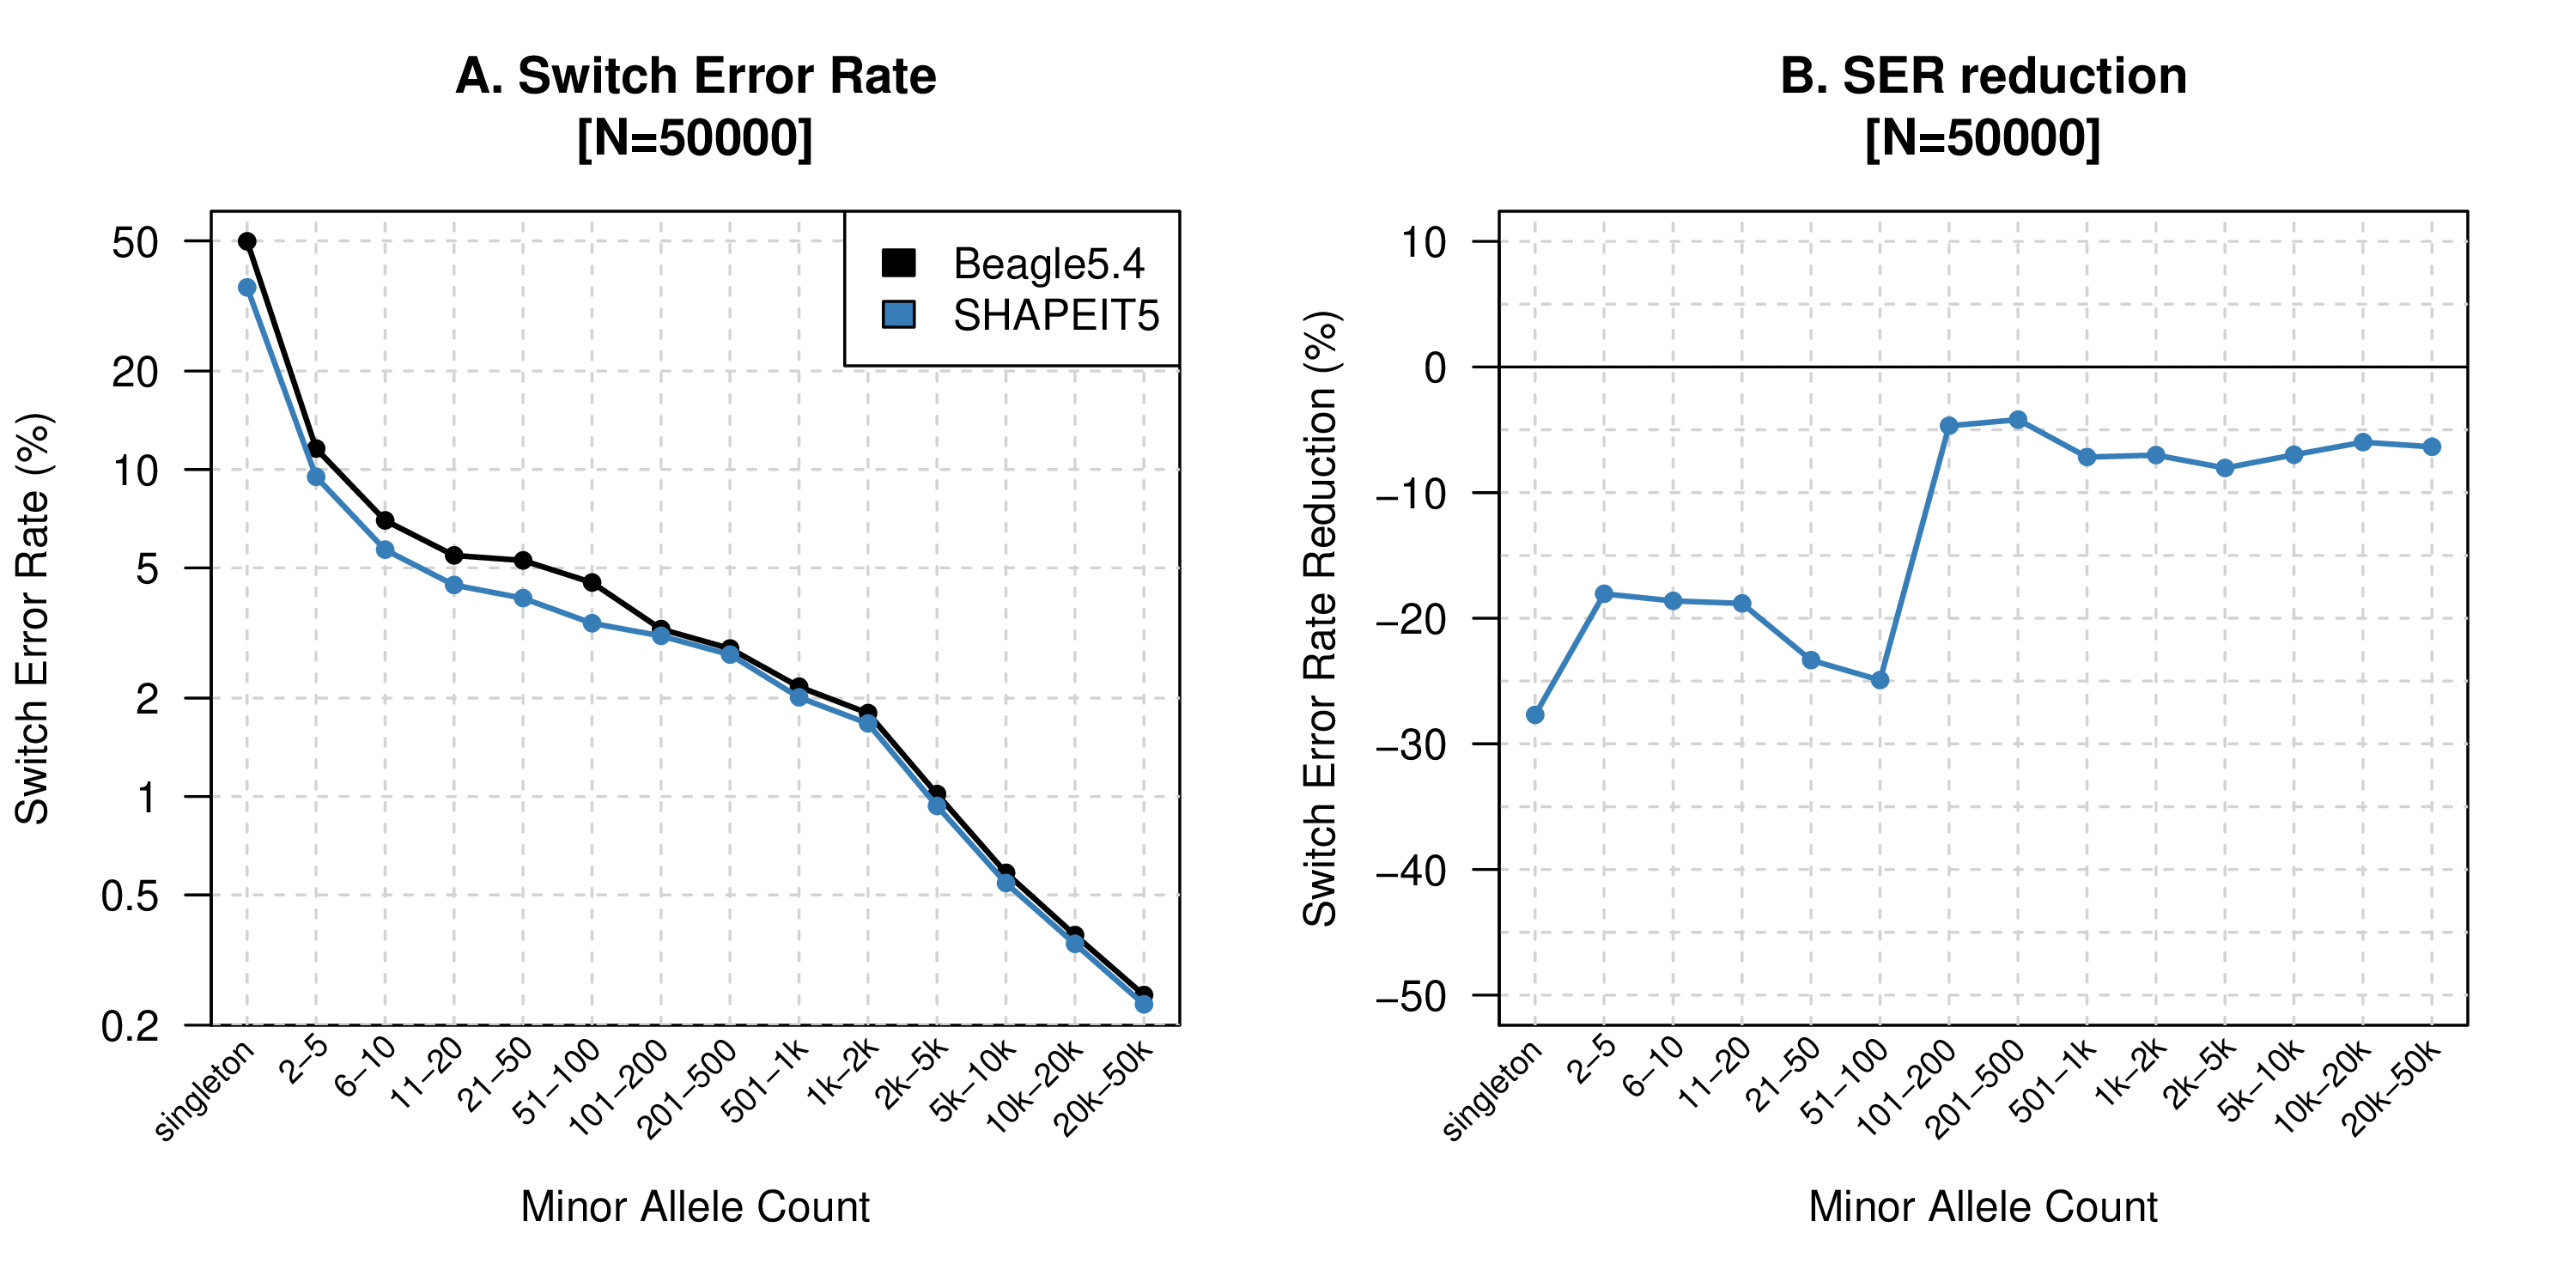 A. Switch Error Rate
[N=50000]
Switch Error Rate (%)
50
20
10
5
2
1
0.5
0.2
Beagle5.4
SHAPEIT5
singleton
2−5
6−10
11−20
21−50
51−100
101−200
201−500
501−1k
1k−2k
2k−5k
5k−10k
10k−20k
20k−50k
Minor Allele Count
B. SER reduction
[N=50000]
Switch Error Rate Reduction (%)
10
0
−10
−20
−30
−40
−50
singleton
2−5
6−10
11−20
21−50
51−100
101−200
201−500
501−1k
1k−2k
2k−5k
5k−10k
10k−20k
20k−50k
Minor Allele Count